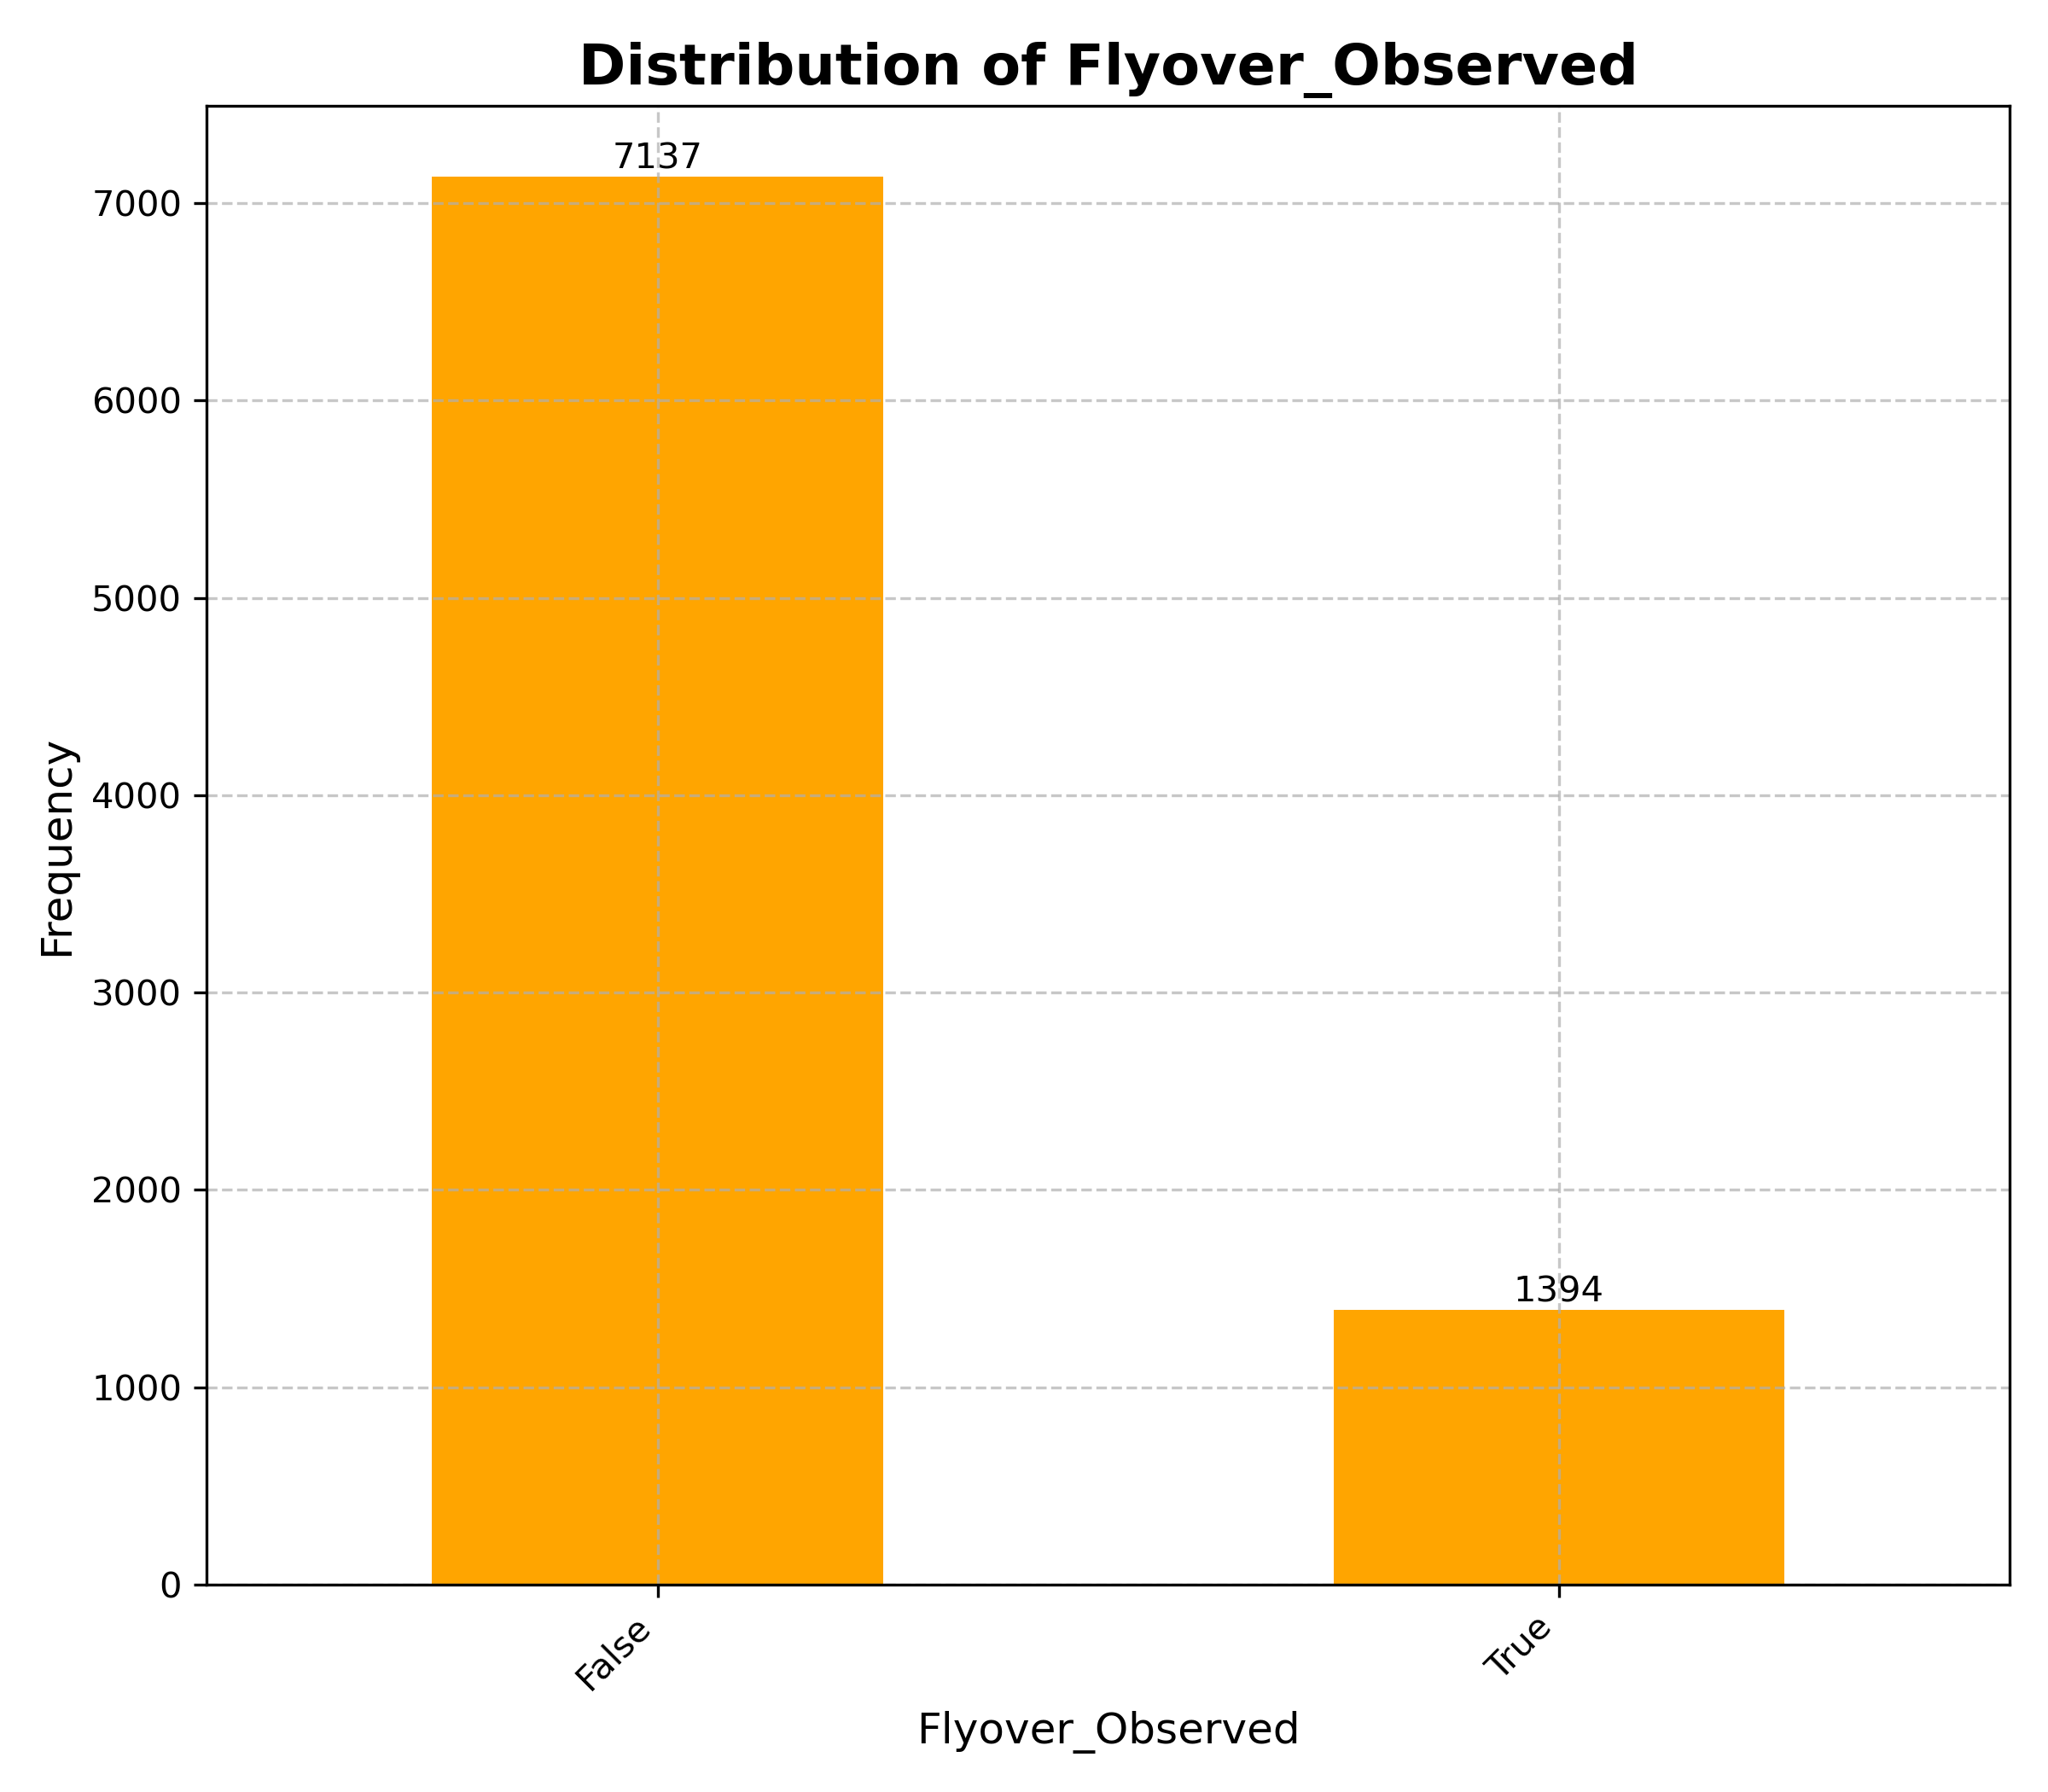 Distribution of Flyover_Observed
7137
7000
6000
5000
4000
3000
2000
1394
1000
0
Frequency
False
True
Flyover_Observed